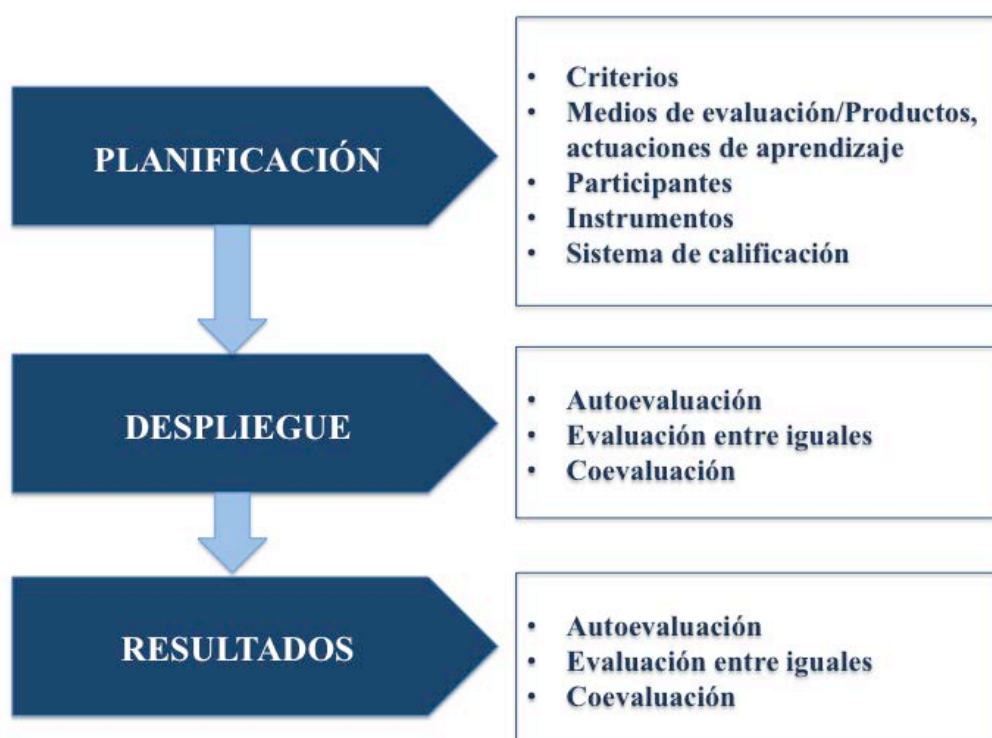 PLANIFICACIÓN
• Criterios
• Medios de evaluación/Productos,
actuaciones de aprendizaje
• Participantes
• Instrumentos
• Sistema de calificación
DESPLIEGUE
• Autoevaluación
• Evaluación entre iguales
• Coevaluación
RESULTADOS
• Autoevaluación
• Evaluación entre iguales
• Coevaluación